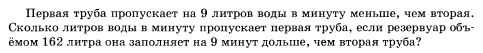 Первая труба пропускает на 9 литров воды в минуту меньше, чем вторая.
Сколько литров воды в минуту пропускает первая труба, если резервуар объ-
ёмом 162 литра она заполняет на 9 минут дольше, чем вторая труба?